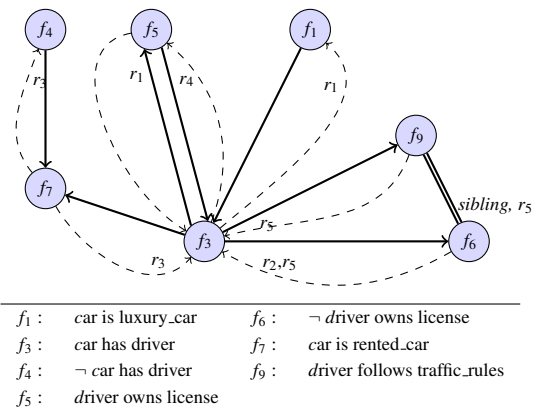 f4 f5 f1
r3 r1 r4 r1
f9
f7 sibling, r5
r5
f3 f6
r3 r2,r5
f1 : car is luxury_car f6 : ¬ driver owns license
f3 : car has driver f7 : car is rented_car
f4 : ¬ car has driver f9 : driver follows traffic_rules
f5 : driver owns license